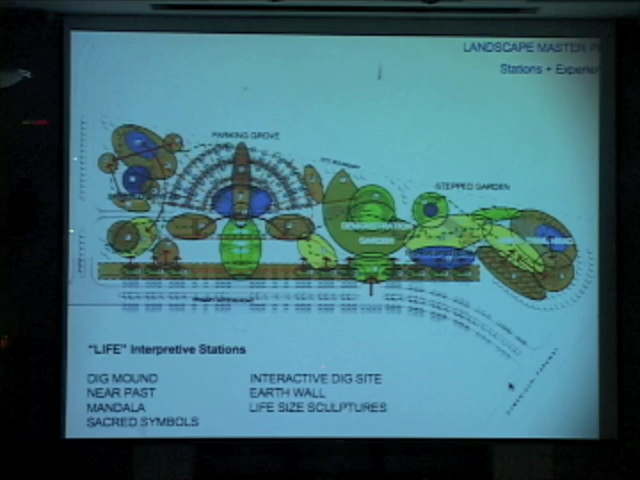 LANDSCAPE MASTER
Stations + Experien
PARKING GROVE
STEPPED GARDEN
DEMONSTRATION
GARDEN
"LIFE" Interpretive Stations
DIG MOUND
NEAR PAST
MANDALA
SACRED SYMBOLS
INTERACTIVE DIG SITE
EARTH WALL
LIFE SIZE SCULPTURES